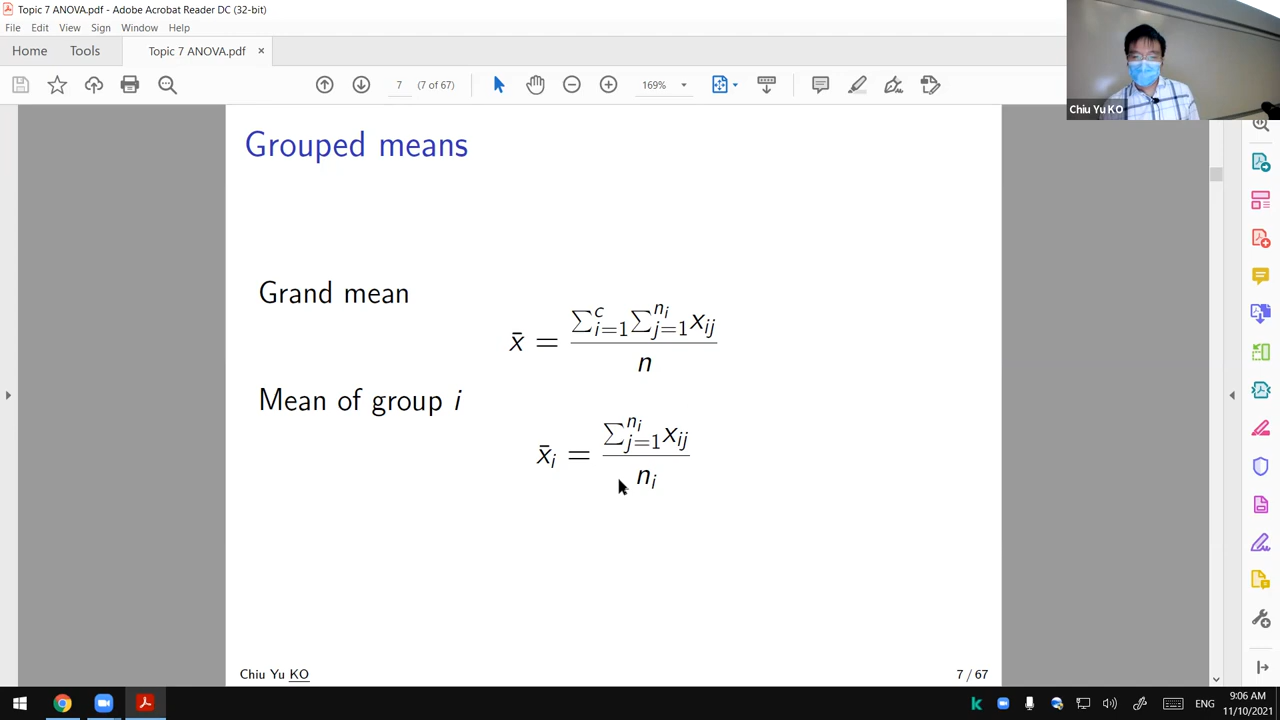 Topic 7 ANOVA.pdf - Adobe Acrobat Reader DC (32-bit)
File Edit View Sign Window Help
Home Tools Topic 7 ANOVA.pdf ×
7 (7 of 67) 169%
Chiu Yu KO
Grouped means
Grand mean
x̄ = ∑_{i=1}^{c} ∑_{j=1}^{n_i} x_{ij} / n
Mean of group i
x̄_i = ∑_{j=1}^{n_i} x_{ij} / n_i
Chiu Yu KO 7 / 67
ENG 9:06 AM
11/10/2021